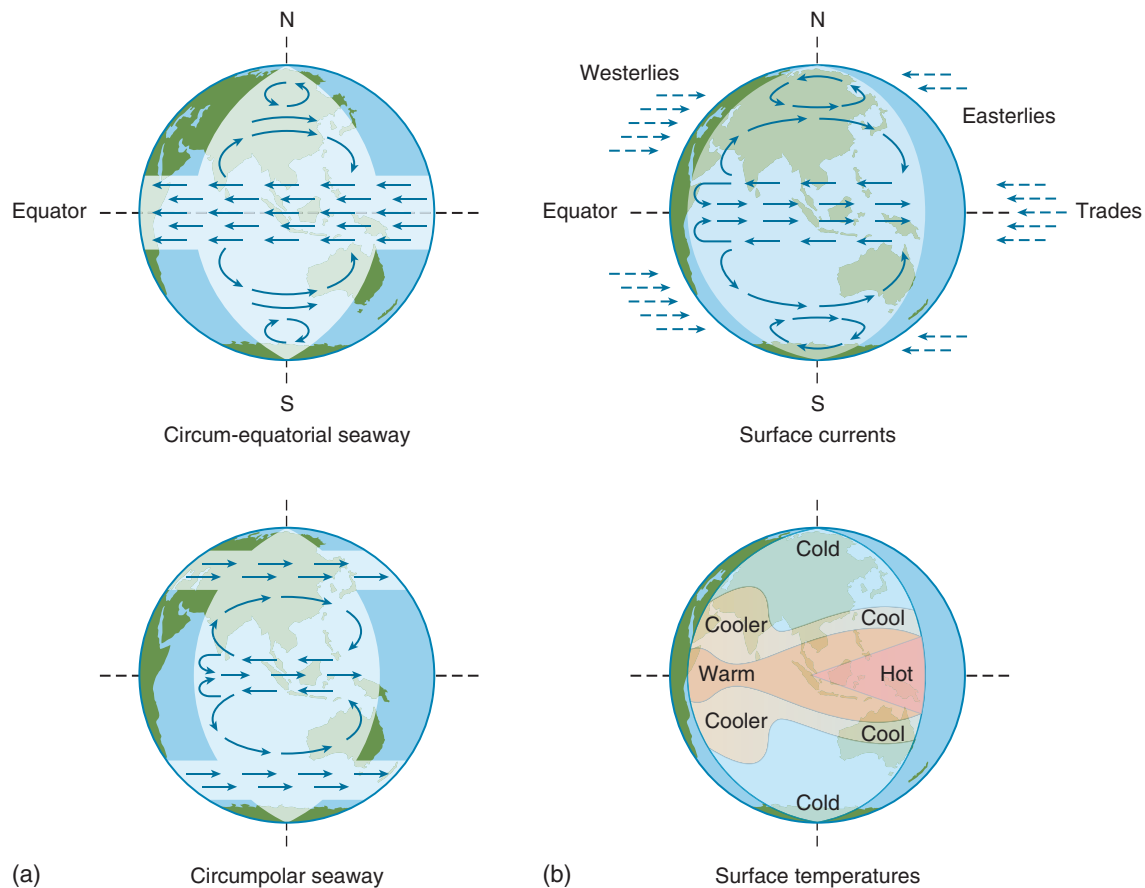 N
N
Westerlies
Easterlies
Equator
Equator
Trades
S
S
Circum-equatorial seaway
Surface currents
Cold
Cooler
Cool
Warm
Hot
Cooler
Cool
Cold
(a)
Circumpolar seaway
(b)
Surface temperatures